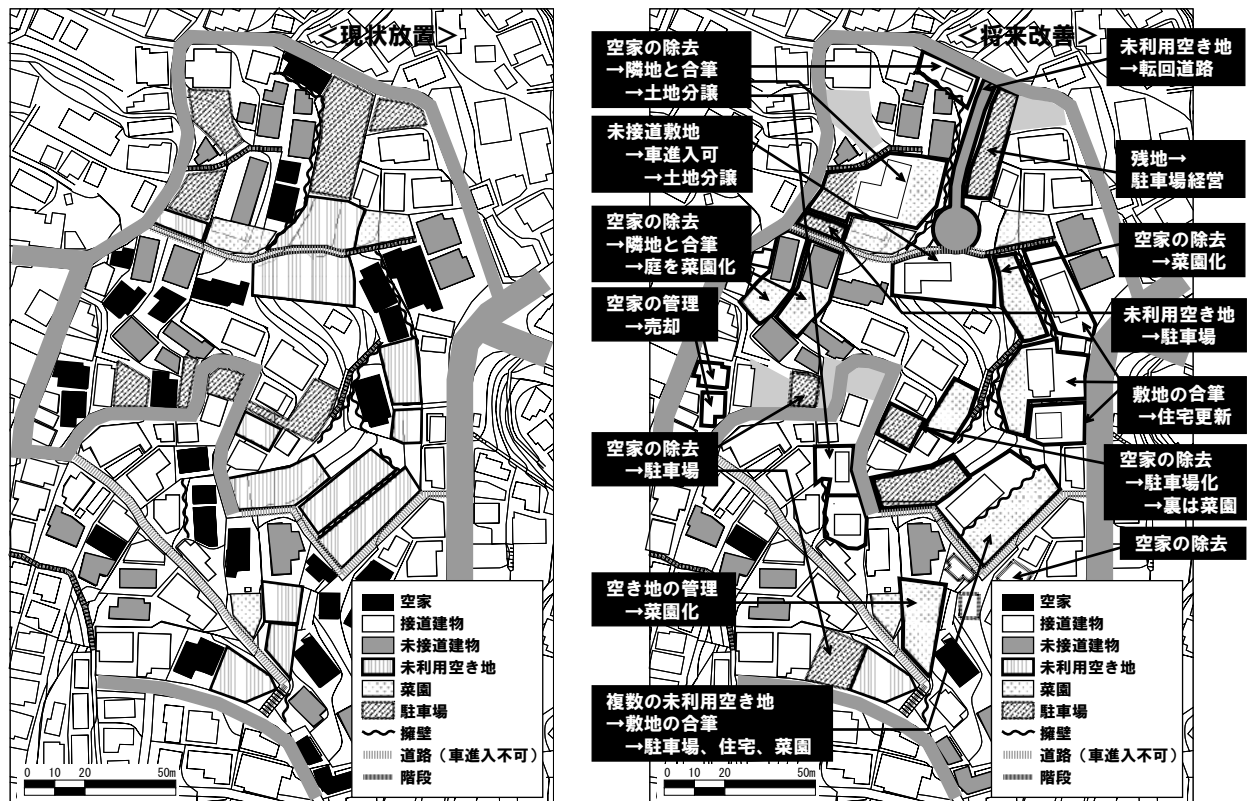 <現状放置>
空家
接道建物
未接道建物
未利用空き地
菜園
駐車場
擁壁
道路(車進入不可)
階段
0 10 20 50m
<将来改善>
空家の除去
→隣地と合筆
→土地分譲
未接道敷地
→車進入可
→土地分譲
空家の除去
→隣地と合筆
→庭を菜園化
空家の管理
→売却
空家の除去
→駐車場
空き地の管理
→菜園化
複数の未利用空き地
→敷地の合筆
→駐車場、住宅、菜園
未利用空き地
→転回道路
残地→
駐車場経営
空家の除去
→菜園化
未利用空き地
→駐車場
敷地の合筆
→住宅更新
空家の除去
→駐車場化
→裏は菜園
空家の除去
空家
接道建物
未接道建物
未利用空き地
菜園
駐車場
擁壁
道路(車進入不可)
階段
0 10 20 50m